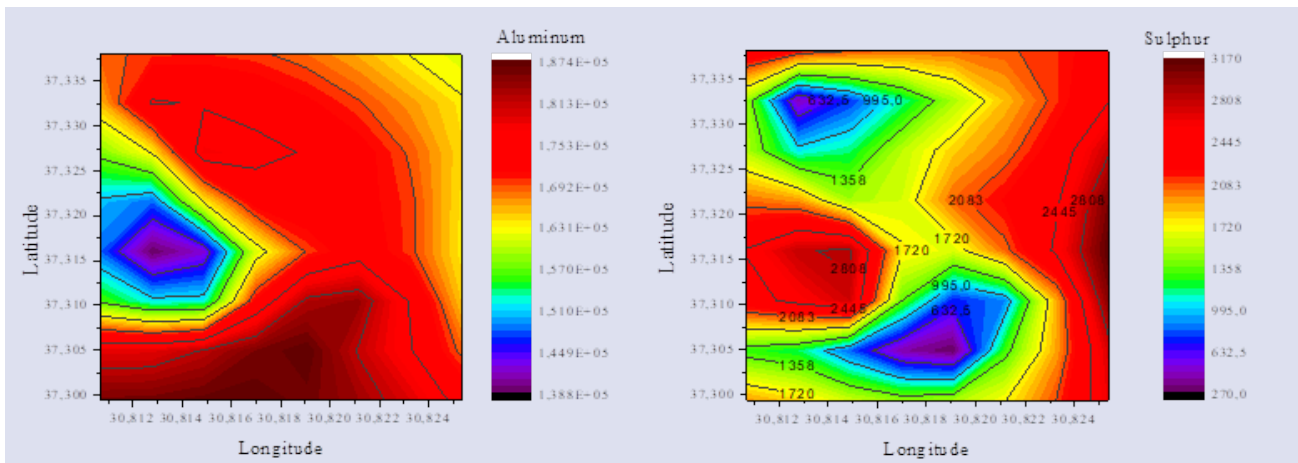 Aluminum
1,874E+05
1,813E+05
1,753E+05
1,692E+05
1,631E+05
1,570E+05
1,510E+05
1,449E+05
1,388E+05
Latitude
37,335
37,330
37,325
37,320
37,315
37,310
37,305
37,300
30,812 30,814 30,816 30,818 30,820 30,822 30,824
Longitude
Sulphur
3170
2808
2445
2083
1720
1358
995.0
632.5
270.0
Latitude
37,335
37,330
37,325
37,320
37,315
37,310
37,305
37,300
632.5 995.0
1358
2083
2445
2808
1720
1720
2808
995.0
2083
2445
632.5
1358
1720
30,812 30,814 30,816 30,818 30,820 30,822 30,824
Longitude